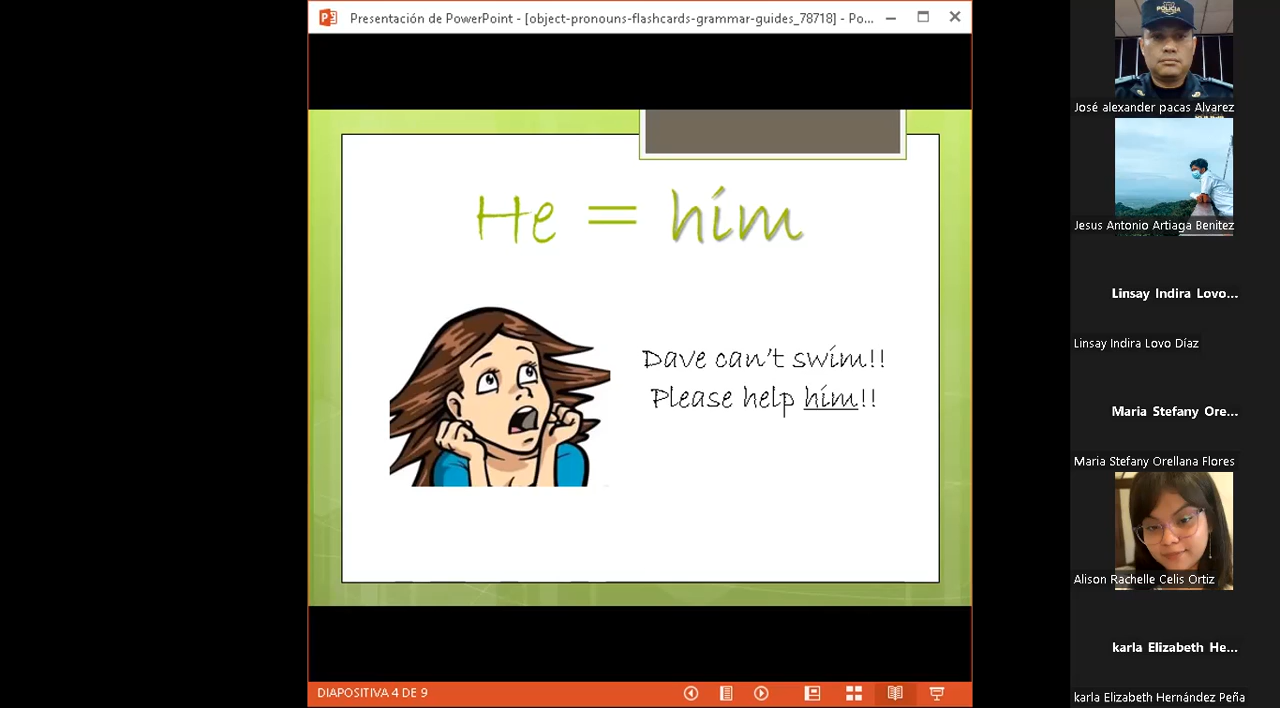 Presentación de PowerPoint - [object-pronouns-flashcards-grammar-guides_78718] - Po...
He = him
Dave can't swim!!
Please help him!!
DIAPOSITIVA 4 DE 9
POLICIA
José alexander pacas Alvarez
Jesus Antonio Artiaga Benitez
Linsay Indira Lovo...
Linsay Indira Lovo Díaz
Maria Stefany Ore...
Maria Stefany Orellana Flores
Alison Rachelle Celis Ortiz
karla Elizabeth He...
karla Elizabeth Hernández Peña